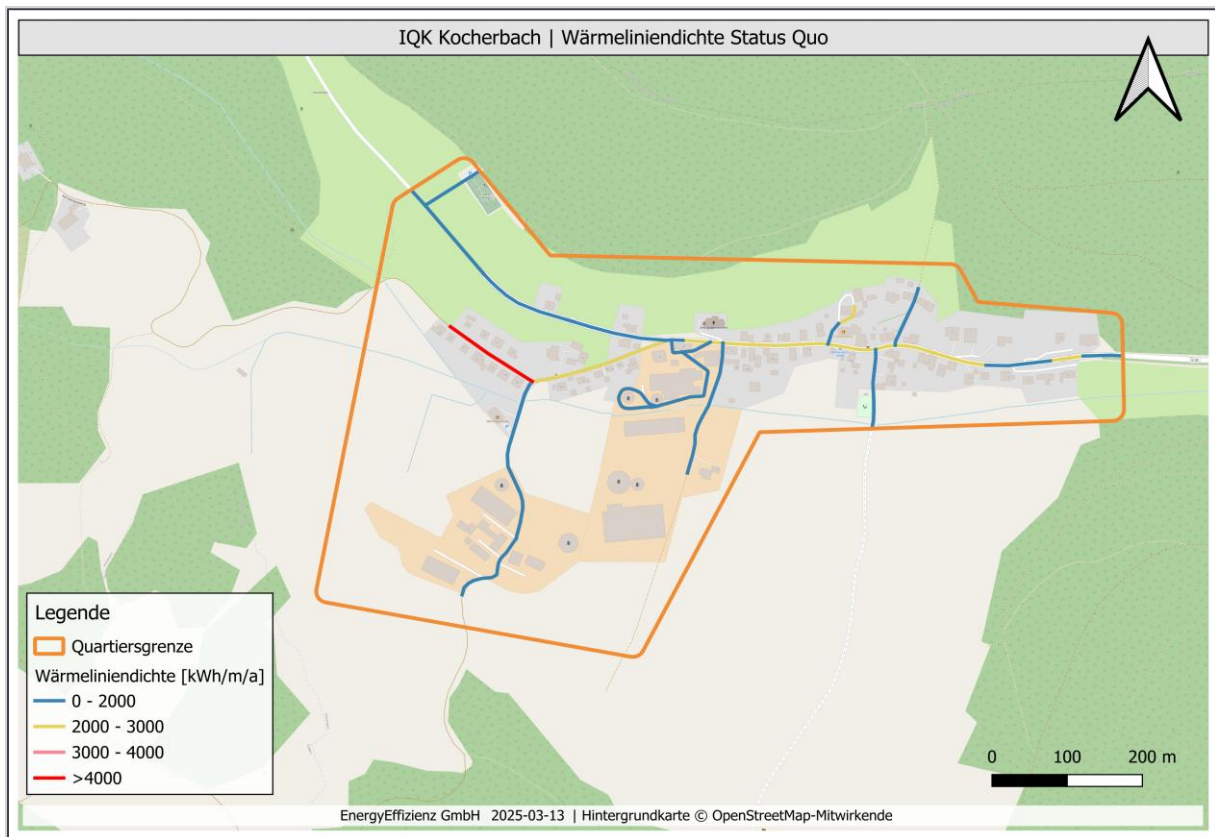 IQK Kocherbach | Wärmeliniendichte Status Quo
Legende
Quartiersgrenze
Wärmeliniendichte [kWh/m/a]
0 - 2000
2000 - 3000
3000 - 4000
>4000
0 100 200 m
EnergyEffizienz GmbH 2025-03-13 | Hintergrundkarte © OpenStreetMap-Mitwirkende